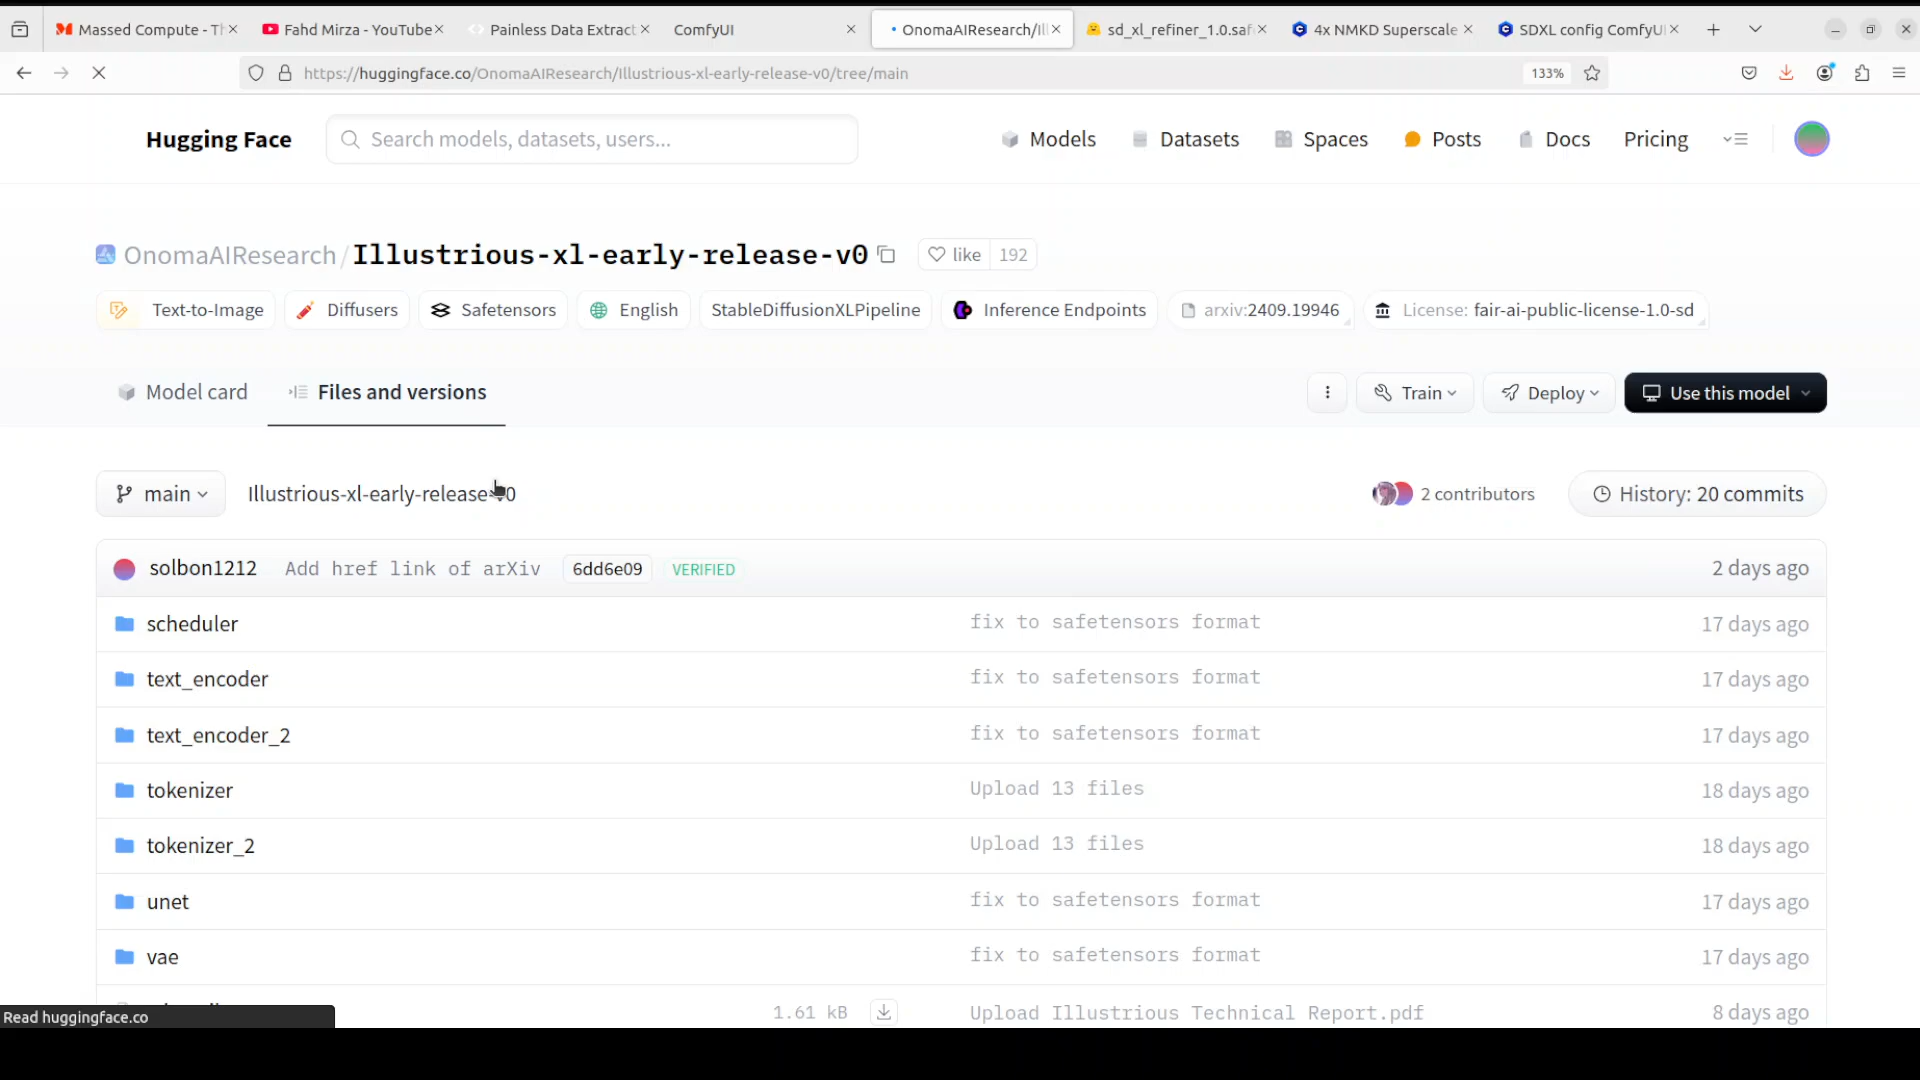 Massed Compute - Th
Fahd Mirza - YouTube
Painless Data Extract
ComfyUI
OnomaAIResearch/Il
sd_xl_refiner_1.0.saf
4x NMKD Superscale
SDXL config ComfyUI
https://huggingface.co/OnomaAIResearch/Illustrious-xl-early-release-v0/tree/main
133%
Hugging Face
Search models, datasets, users...
Models
Datasets
Spaces
Posts
Docs
Pricing
OnomaAIResearch/Illustrious-xl-early-release-v0
like 192
Text-to-Image
Diffusers
Safetensors
English
StableDiffusionXLPipeline
Inference Endpoints
arxiv:2409.19946
License: fair-ai-public-license-1.0-sd
Model card
Files and versions
Train
Deploy
Use this model
main
Illustrious-xl-early-release-v0
2 contributors
History: 20 commits
solbon1212 Add href link of arXiv 6dd6e09 VERIFIED 2 days ago
scheduler fix to safetensors format 17 days ago
text_encoder fix to safetensors format 17 days ago
text_encoder_2 fix to safetensors format 17 days ago
tokenizer Upload 13 files 18 days ago
tokenizer_2 Upload 13 files 18 days ago
unet fix to safetensors format 17 days ago
vae fix to safetensors format 17 days ago
1.61 kB Upload Illustrious Technical Report.pdf 8 days ago
Read huggingface.co